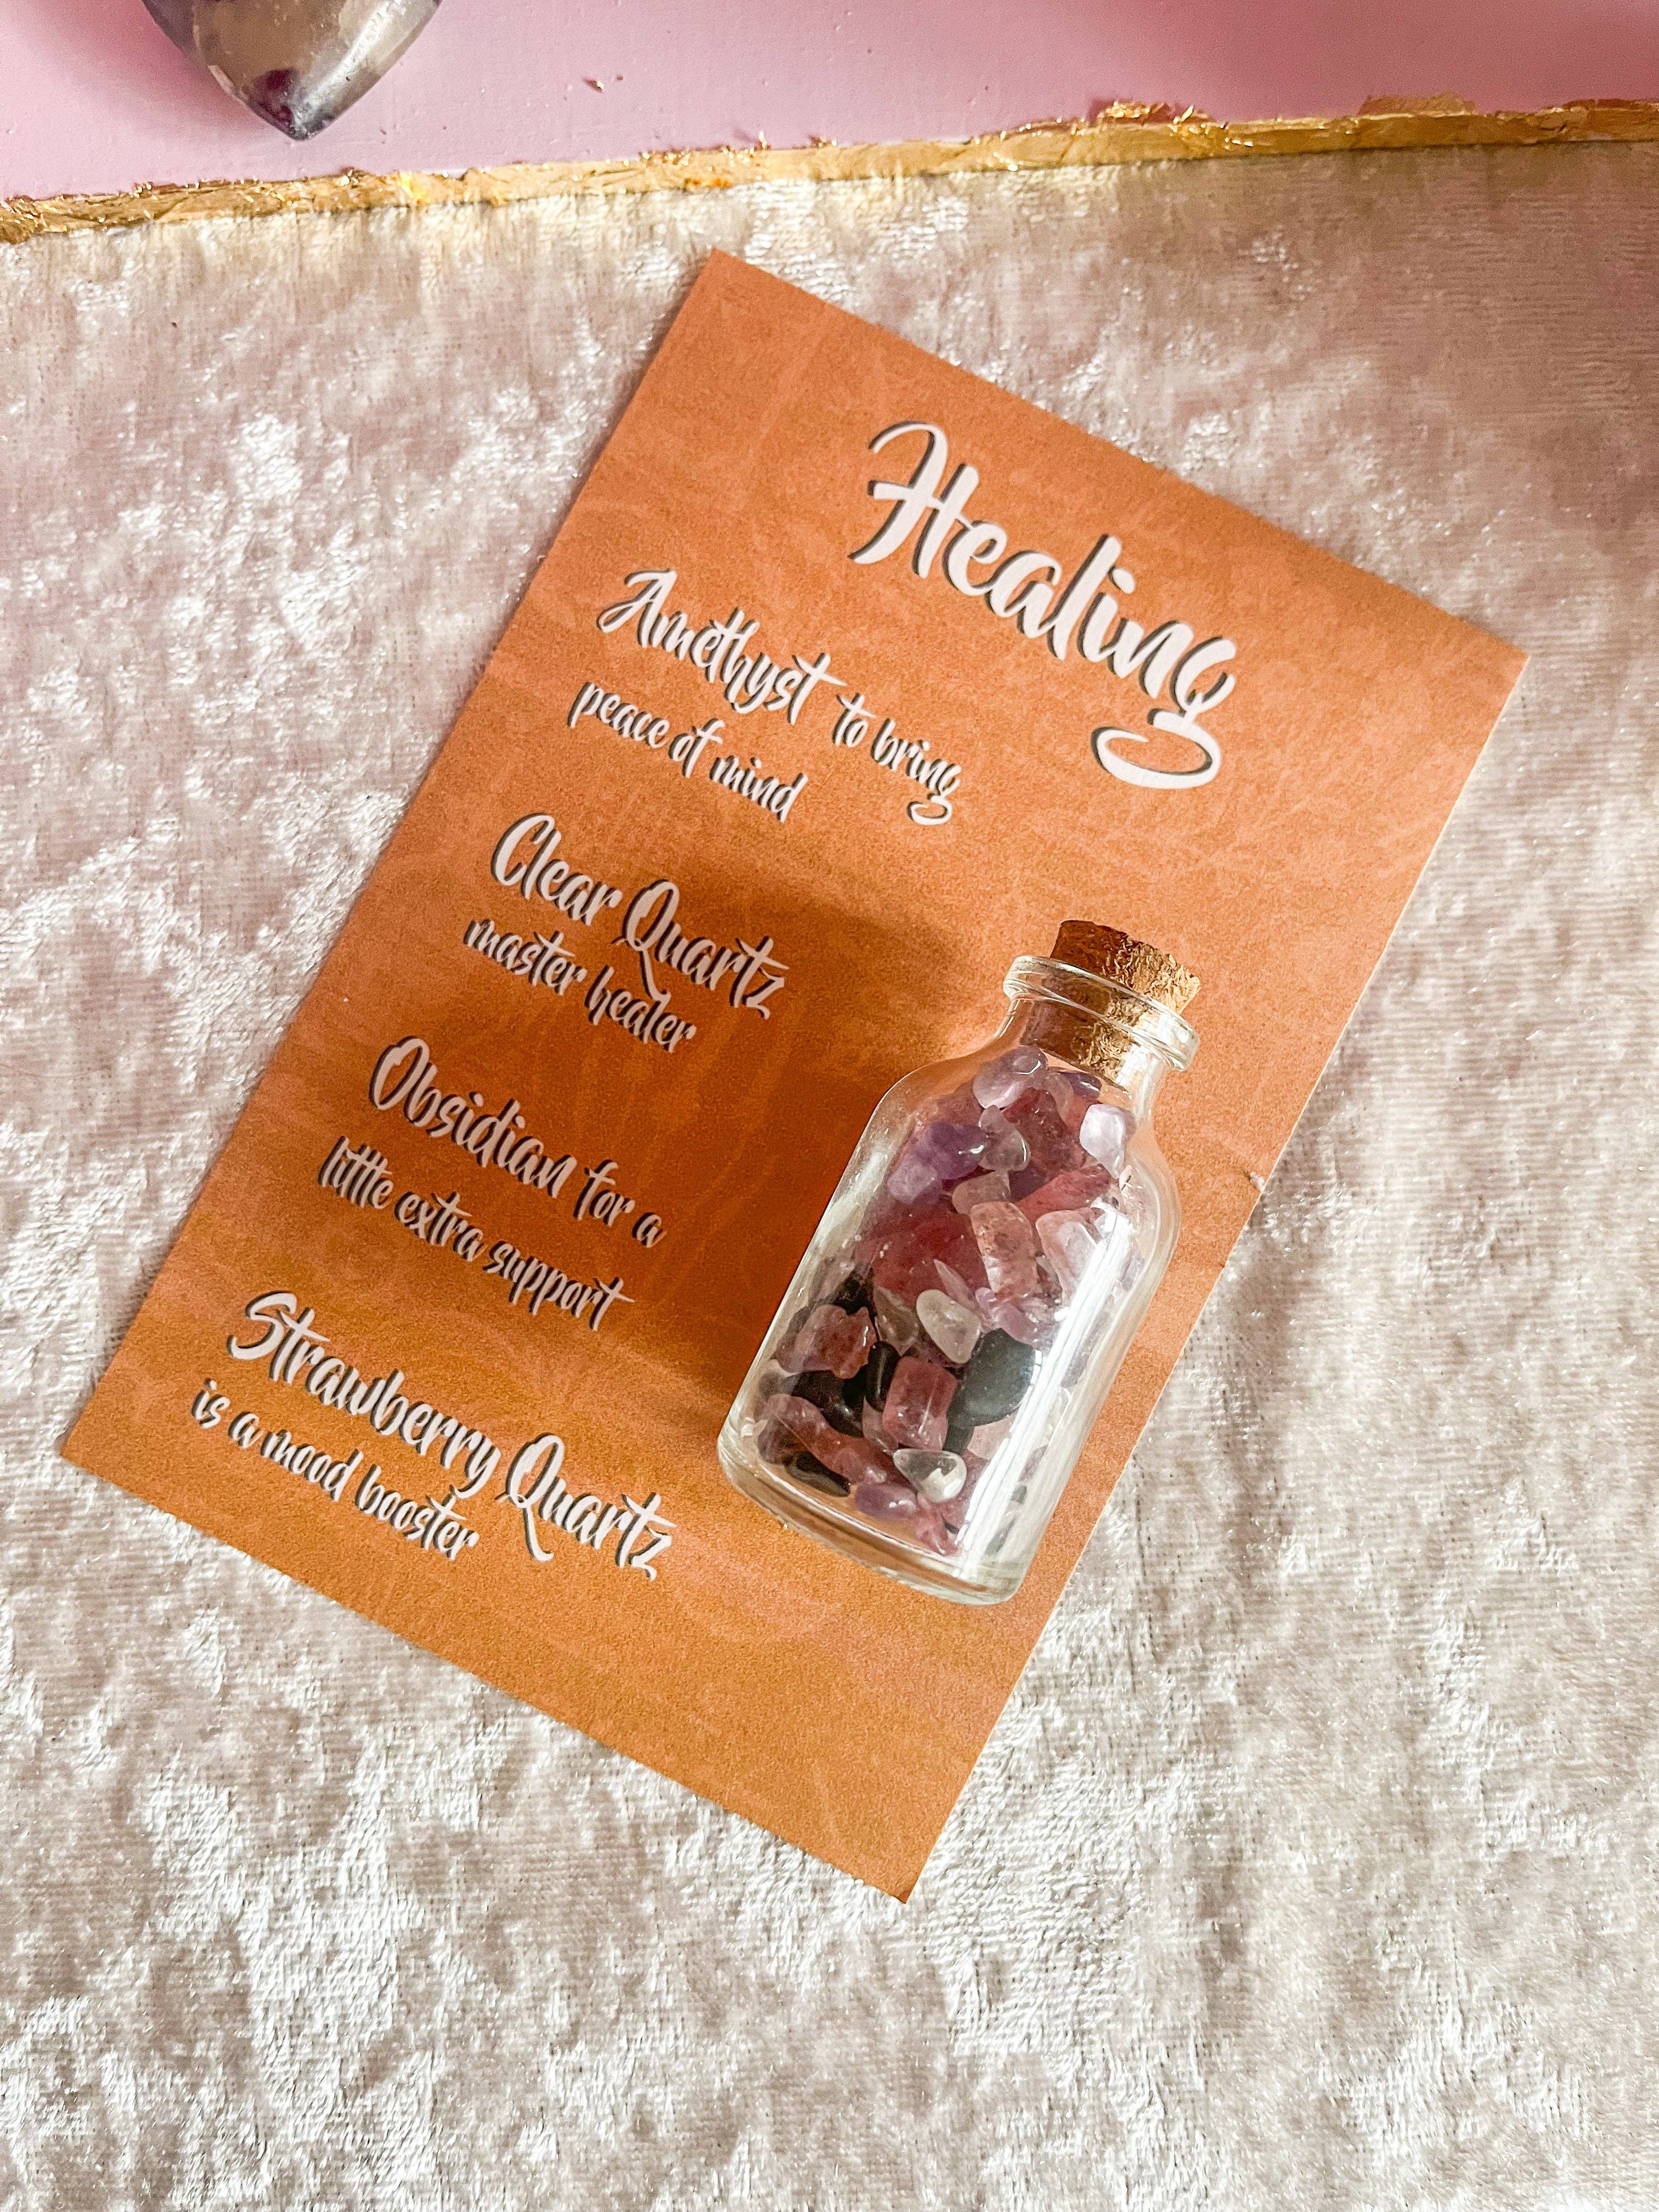 Healing
Amethyst to bring
peace of mind
Clear Quartz
master healer
Obsidian for a
little extra support
Strawberry Quartz
is a mood booster